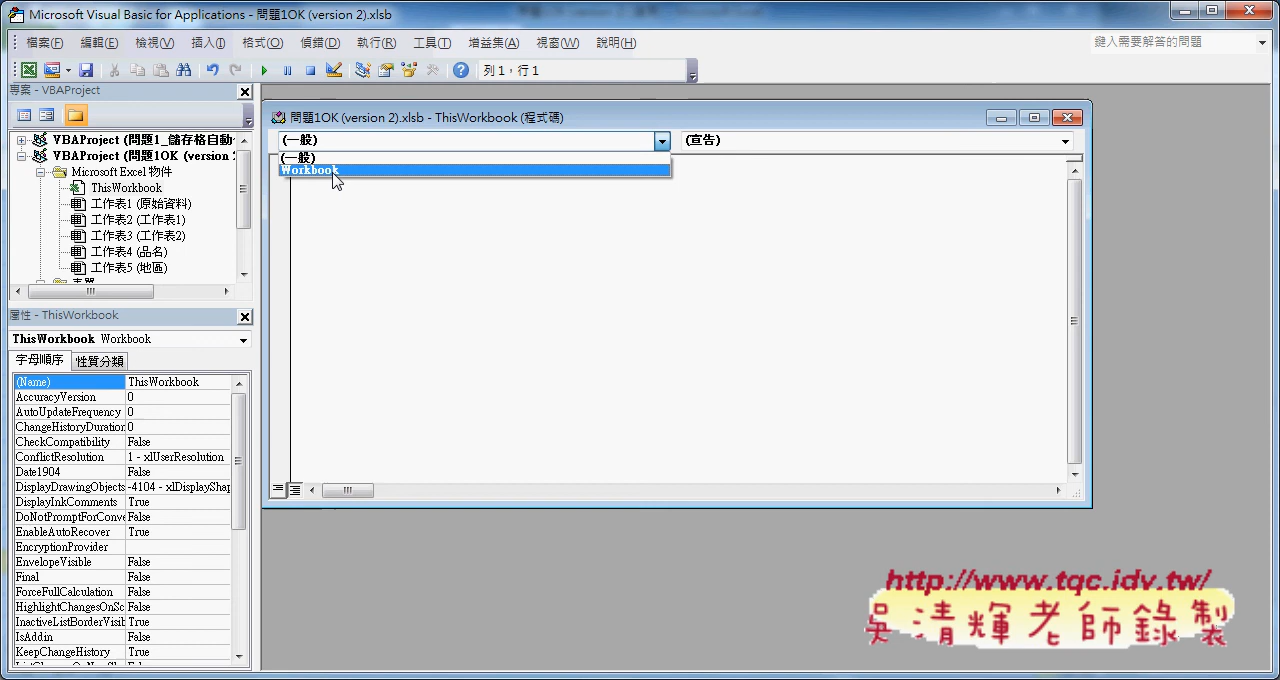 Microsoft Visual Basic for Applications - 問題1OK (version 2).xlsb
檔案(F) 編輯(E) 檢視(V) 插入(I) 格式(O) 偵錯(D) 執行(R) 工具(T) 增益集(A) 視窗(W) 說明(H) 鍵入需要解答的問題
列 1，行 1
專案 - VBAProject
VBAProject (問題1_儲存格自動
VBAProject (問題1OK (version 2
Microsoft Excel 物件
ThisWorkbook
工作表1 (原始資料)
工作表2 (工作表1)
工作表3 (工作表2)
工作表4 (品名)
工作表5 (地區)
屬性 - ThisWorkbook
ThisWorkbook Workbook
字母順序 性質分類
(Name) ThisWorkbook
AccuracyVersion 0
AutoUpdateFrequency 0
ChangeHistoryDuration 0
CheckCompatibility False
ConflictResolution 1 - xlUserResolution
Date1904 False
DisplayDrawingObjects -4104 - xlDisplayShap
DisplayInkComments True
DoNotPromptForConve False
EnableAutoRecover True
EncryptionProvider
EnvelopeVisible False
Final False
ForceFullCalculation False
HighlightChangesOnSc False
InactiveListBorderVisib True
IsAddin False
KeepChangeHistory True
問題1OK (version 2).xlsb - ThisWorkbook (程式碼)
(一般) (宣告)
(一般)
Workbook
http://www.tqc.idv.tw/
吳清輝老師錄製